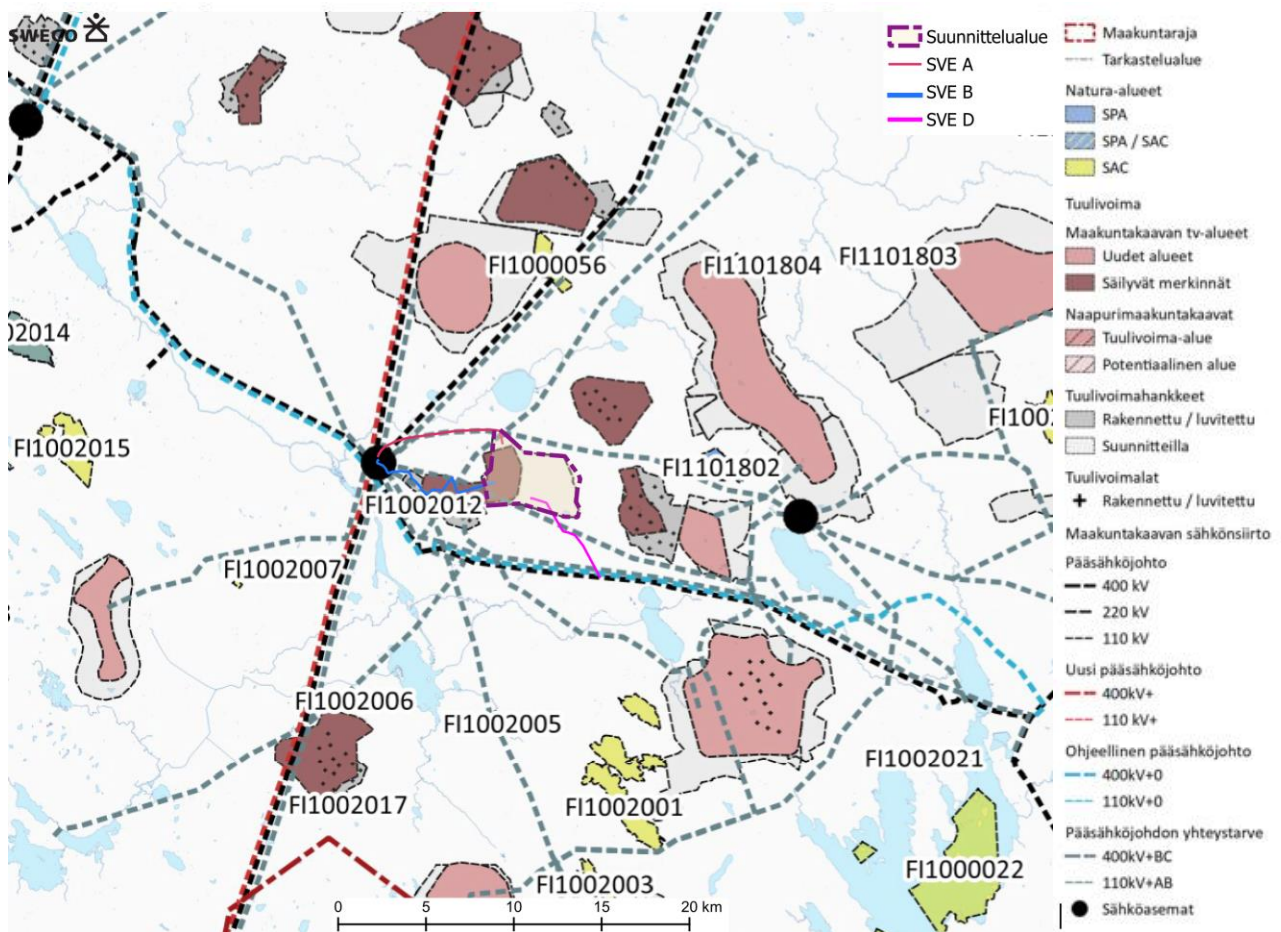 SWECO
Suunnittelualue
SVE A
SVE B
SVE D
Maakuntaraja
Tarkastelualue
Natura-alueet
SPA
SPA / SAC
SAC
Tuulivoima
Maakuntakaavan tv-alueet
Uudet alueet
Säilyvät merkinnät
Naapurimaakuntakaavat
Tuulivoima-alue
Potentiaalinen alue
Tuulivoimahankkeet
Rakennettu / luvitettu
Suunnitteilla
Tuulivoimalat
Rakennettu / luvitettu
Maakuntakaavan sähkönsiirto
Pääsähköjohto
400 kV
220 kV
110 kV
Uusi pääsähköjohto
400kV+
110 kV+
Ohjeellinen pääsähköjohto
400kV+0
110kV+0
Pääsähköjohdon yhteystarve
400kV+BC
110kV+AB
Sähköasemat
FI1000056
FI1101804
FI1101803
02014
FI1002015
FI1002
FI1101802
FI1002012
FI1002007
FI1002006
FI1002005
FI1002021
FI1002017
FI1002001
FI1000022
FI1002003
0 5 10 15 20 km